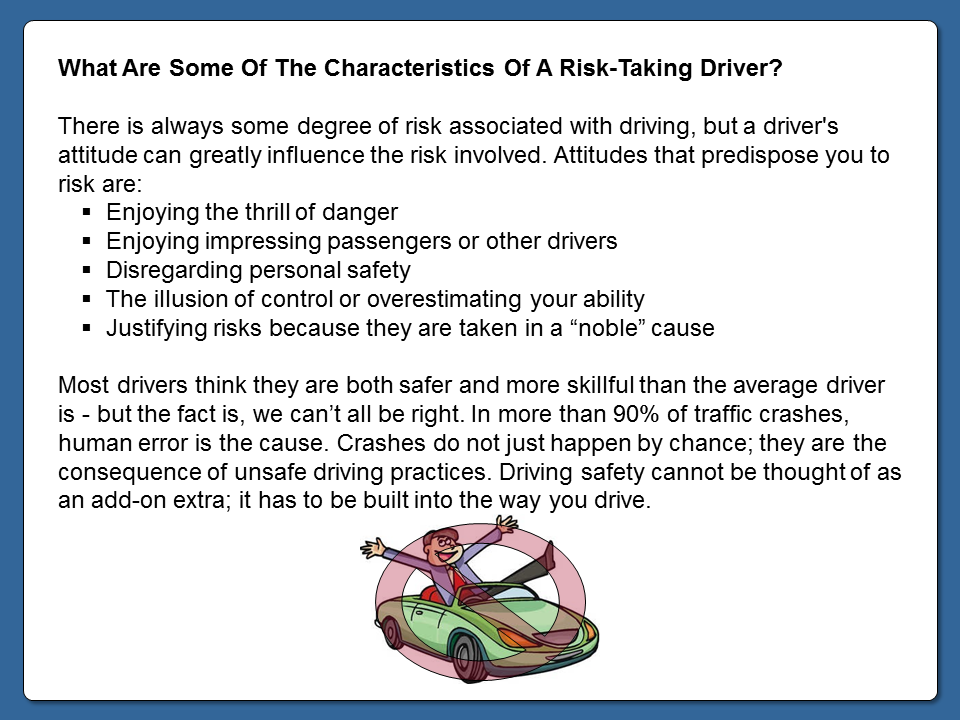 What Are Some Of The Characteristics Of A Risk-Taking Driver?
There is always some degree of risk associated with driving, but a driver's
attitude can greatly influence the risk involved. Attitudes that predispose you to
risk are:
▪ Enjoying the thrill of danger
▪ Enjoying impressing passengers or other drivers
▪ Disregarding personal safety
▪ The illusion of control or overestimating your ability
▪ Justifying risks because they are taken in a “noble” cause
Most drivers think they are both safer and more skillful than the average driver
is - but the fact is, we can’t all be right. In more than 90% of traffic crashes,
human error is the cause. Crashes do not just happen by chance; they are the
consequence of unsafe driving practices. Driving safety cannot be thought of as
an add-on extra; it has to be built into the way you drive.